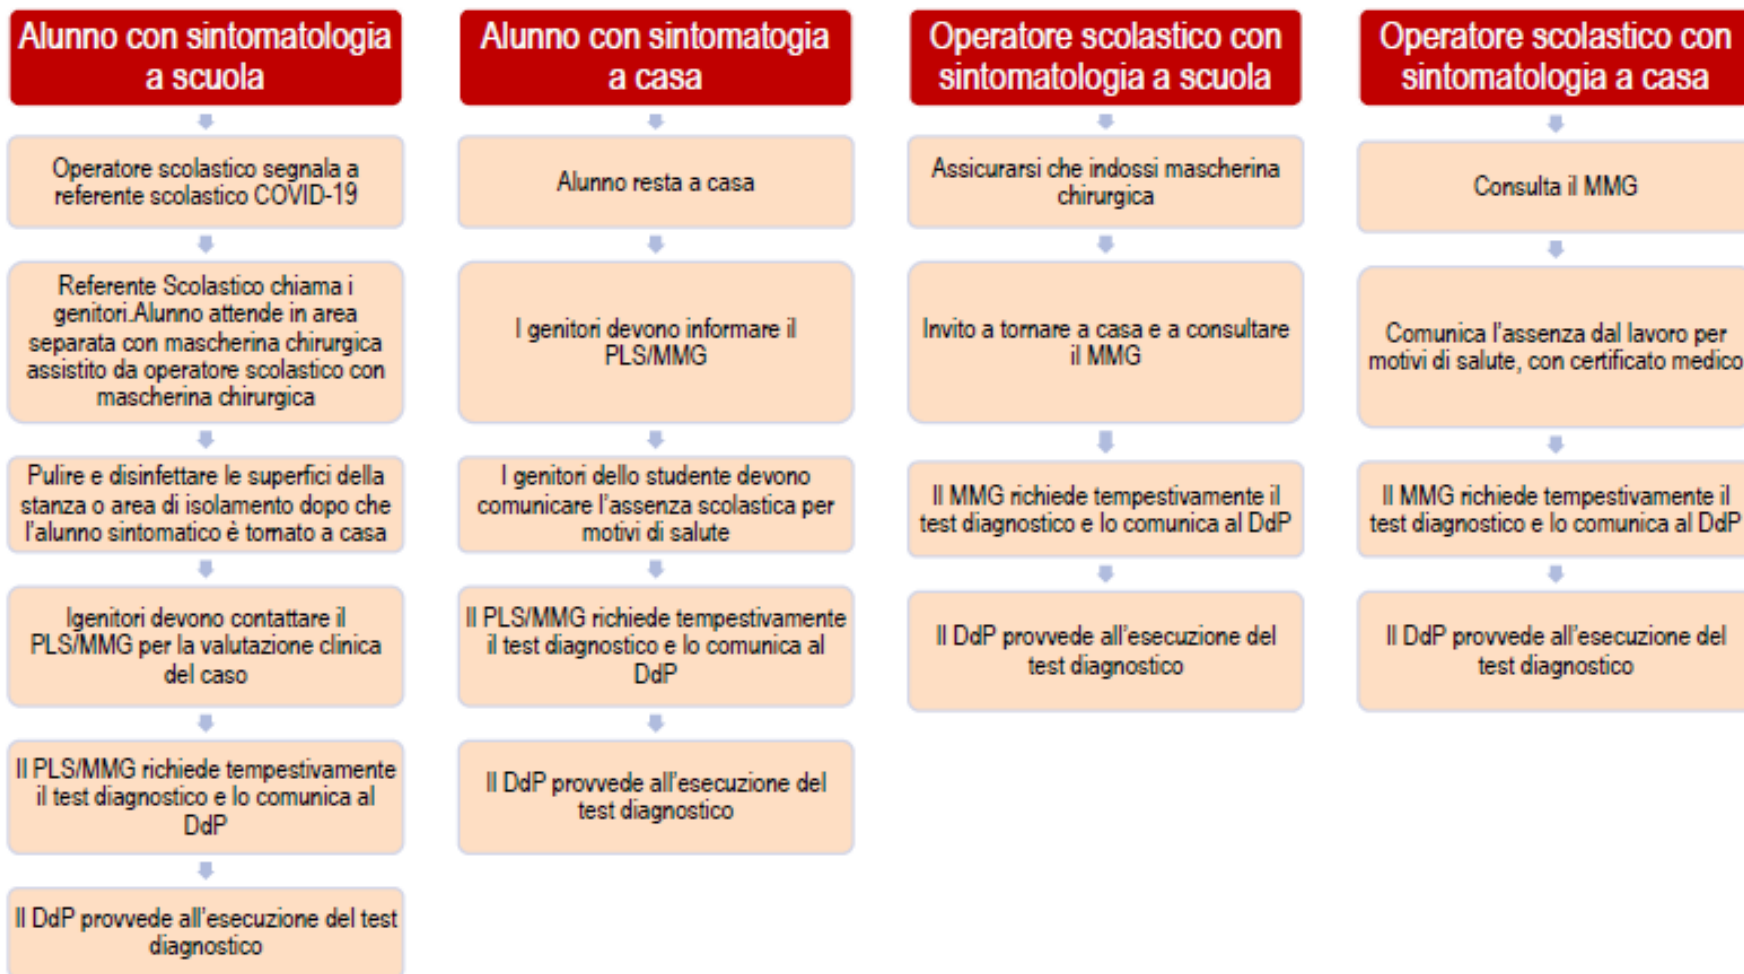 Alunno con sintomatologia
a scuola
Operatore scolastico segnala a
referente scolastico COVID-19
Referente Scolastico chiama i
genitori.Alunno attende in area
separata con mascherina chirurgica
assistito da operatore scolastico con
mascherina chirurgica
Pulire e disinfettare le superfici della
stanza o area di isolamento dopo che
l'alunno sintomatico è tornato a casa
Igenitori devono contattare il
PLS/MMG per la valutazione clinica
del caso
Il PLS/MMG richiede tempestivamente
il test diagnostico e lo comunica al
DdP
Il DdP provvede all'esecuzione del test
diagnostico
Alunno con sintomatogia
a casa
Alunno resta a casa
I genitori devono informare il
PLS/MMG
I genitori dello studente devono
comunicare l'assenza scolastica per
motivi di salute
Il PLS/MMG richiede tempestivamente
il test diagnostico e lo comunica al
DdP
Il DdP provvede all'esecuzione del
test diagnostico
Operatore scolastico con
sintomatologia a scuola
Assicurarsi che indossi mascherina
chirurgica
Invito a tornare a casa e a consultare
il MMG
Il MMG richiede tempestivamente il
test diagnostico e lo comunica al DdP
Il DdP provvede all'esecuzione del
test diagnostico
Operatore scolastico con
sintomatologia a casa
Consulta il MMG
Comunica l'assenza dal lavoro per
motivi di salute, con certificato medico
Il MMG richiede tempestivamente il
test diagnostico e lo comunica al DdP
Il DdP provvede all'esecuzione del
test diagnostico